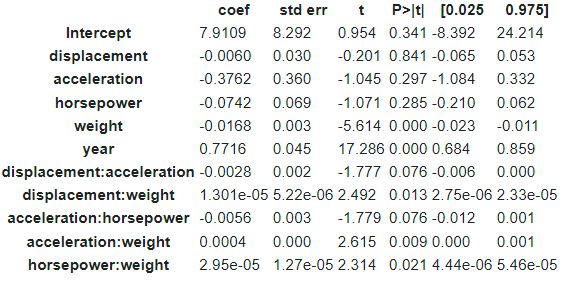 coef std err t P>|t| [0.025 0.975]
Intercept 7.9109 8.292 0.954 0.341 -8.392 24.214
displacement -0.0060 0.030 -0.201 0.841 -0.065 0.053
acceleration -0.3762 0.360 -1.045 0.297 -1.084 0.332
horsepower -0.0742 0.069 -1.071 0.285 -0.210 0.062
weight -0.0168 0.003 -5.614 0.000 -0.023 -0.011
year 0.7716 0.045 17.286 0.000 0.684 0.859
displacement:acceleration -0.0028 0.002 -1.777 0.076 -0.006 0.000
displacement:weight 1.301e-05 5.22e-06 2.492 0.013 2.75e-06 2.33e-05
acceleration:horsepower -0.0056 0.003 -1.779 0.076 -0.012 0.001
acceleration:weight 0.0004 0.000 2.615 0.009 0.000 0.001
horsepower:weight 2.95e-05 1.27e-05 2.314 0.021 4.44e-06 5.46e-05